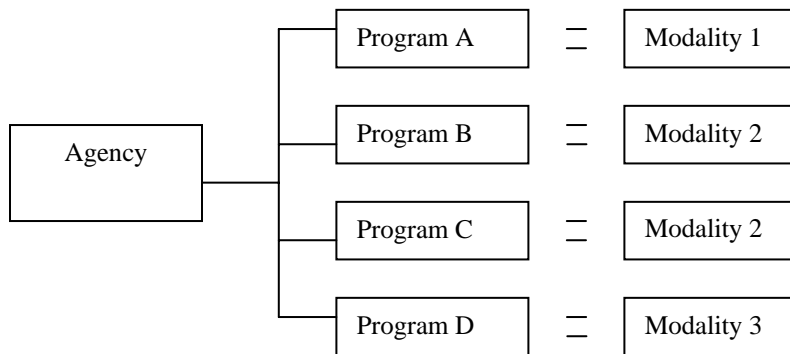 Program A = Modality 1
Program B = Modality 2
Agency
Program C = Modality 2
Program D = Modality 3